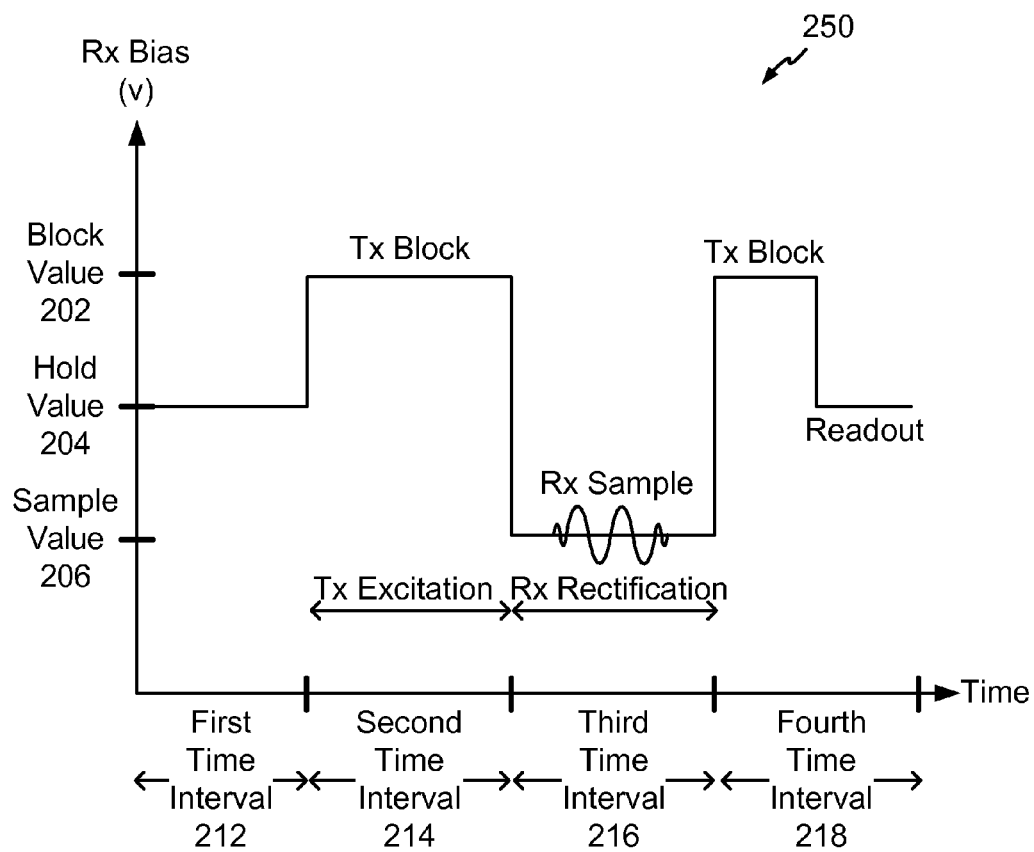 250
Rx Bias
(v)
Block
Value
202
Tx Block
Tx Block
Hold
Value
204
Readout
Sample
Value
206
Rx Sample
Tx Excitation
Rx Rectification
Time
First
Time
Interval
212
Second
Time
Interval
214
Third
Time
Interval
216
Fourth
Time
Interval
218